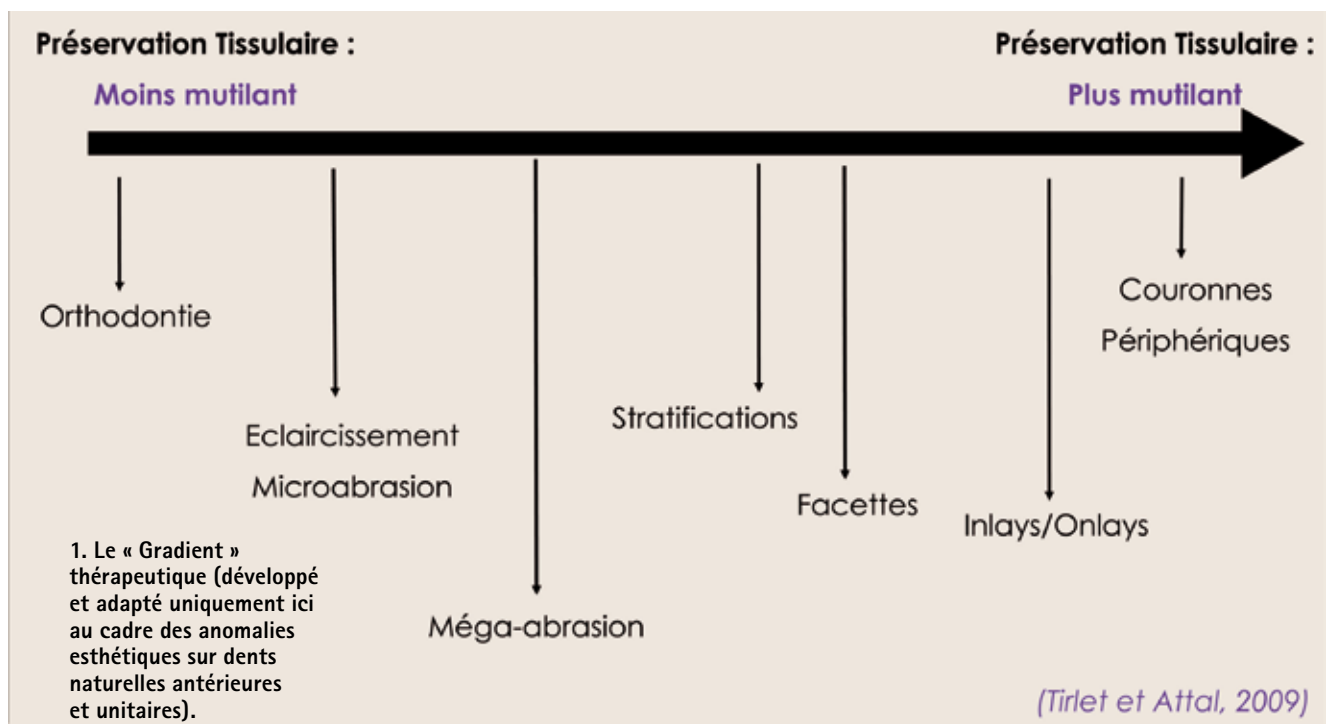 Préservation Tissulaire :
Moins mutilant
Préservation Tissulaire :
Plus mutilant
Orthodontie
Eclaircissement
Microabrasion
Méga-abrasion
Stratifications
Facettes
Inlays/Onlays
Couronnes
Périphériques
1. Le « Gradient »
thérapeutique (développé
et adapté uniquement ici
au cadre des anomalies
esthétiques sur dents
naturelles antérieures
et unitaires).
(Tirlet et Attal, 2009)